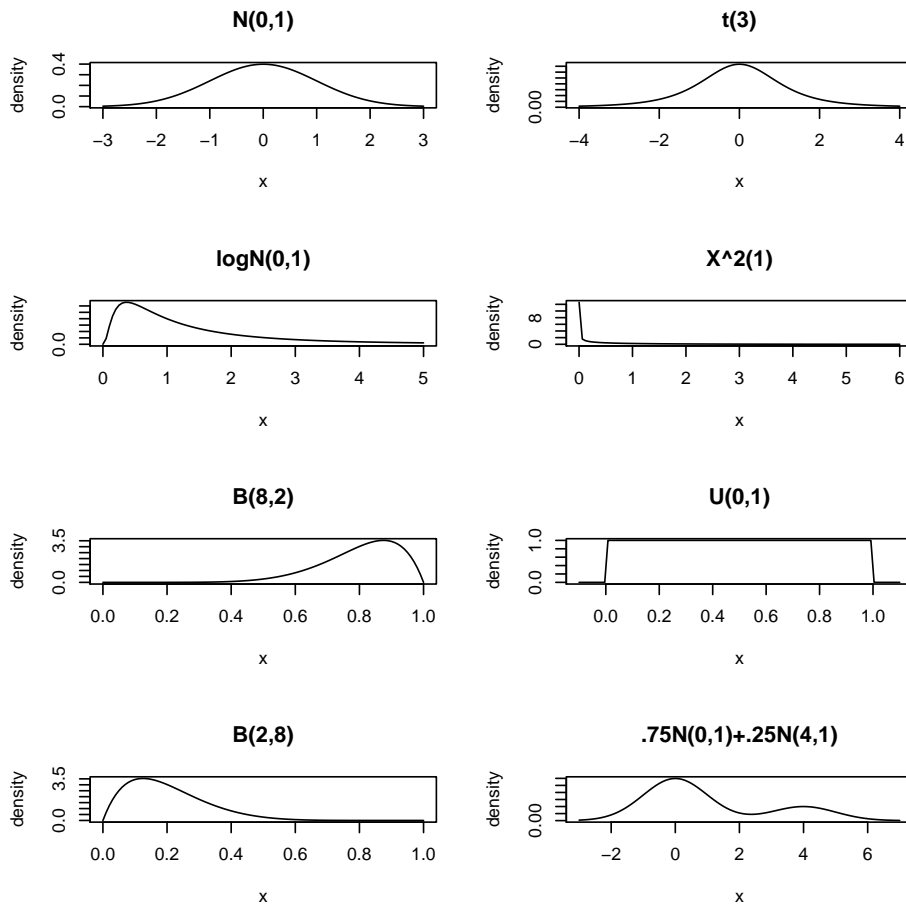 N(0,1)
density
0.0 0.4
−3 −2 −1 0 1 2 3
x
t(3)
density
0.00
−4 −2 0 2 4
x
logN(0,1)
density
0.0
0 1 2 3 4 5
x
X^2(1)
density
0 8
0 1 2 3 4 5 6
x
B(8,2)
density
0.0 3.5
0.0 0.2 0.4 0.6 0.8 1.0
x
U(0,1)
density
0.0 1.0
0.0 0.2 0.4 0.6 0.8 1.0
x
B(2,8)
density
0.0 3.5
0.0 0.2 0.4 0.6 0.8 1.0
x
.75N(0,1)+.25N(4,1)
density
0.00
−2 0 2 4 6
x